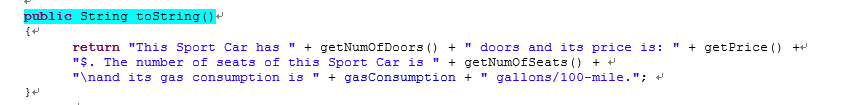 public String toString()
{
return "This Sport Car has " + getNumOfDoors() + " doors and its price is: " + getPrice() +
"$. The number of seats of this Sport Car is " + getNumOfSeats() +
"\nand its gas consumption is " + gasConsumption + " gallons/100-mile.";
}